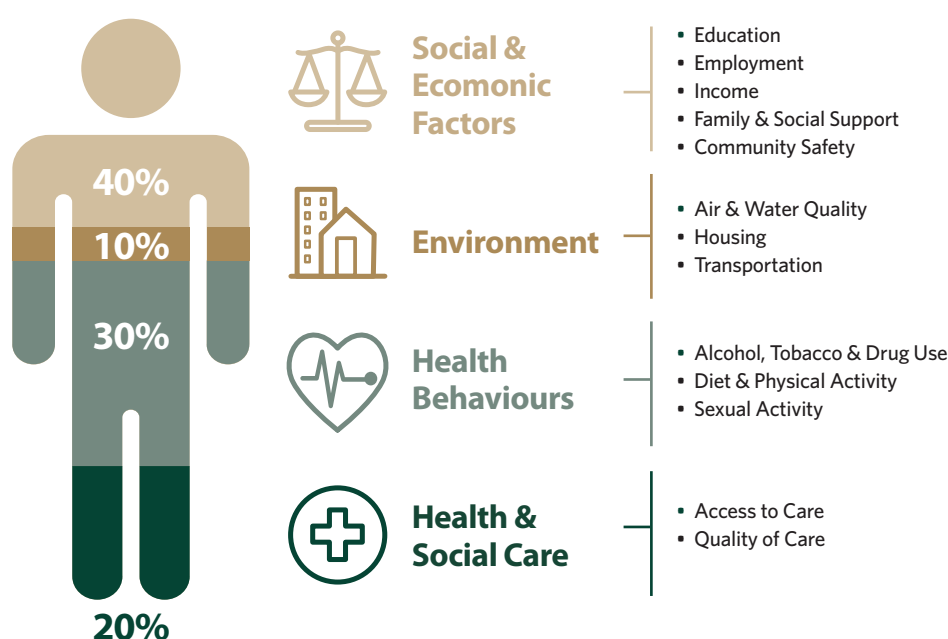 40%
10%
30%
20%
Social &
Ecomonic
Factors
• Education
• Employment
• Income
• Family & Social Support
• Community Safety
Environment
• Air & Water Quality
• Housing
• Transportation
Health
Behaviours
• Alcohol, Tobacco & Drug Use
• Diet & Physical Activity
• Sexual Activity
Health &
Social Care
• Access to Care
• Quality of Care